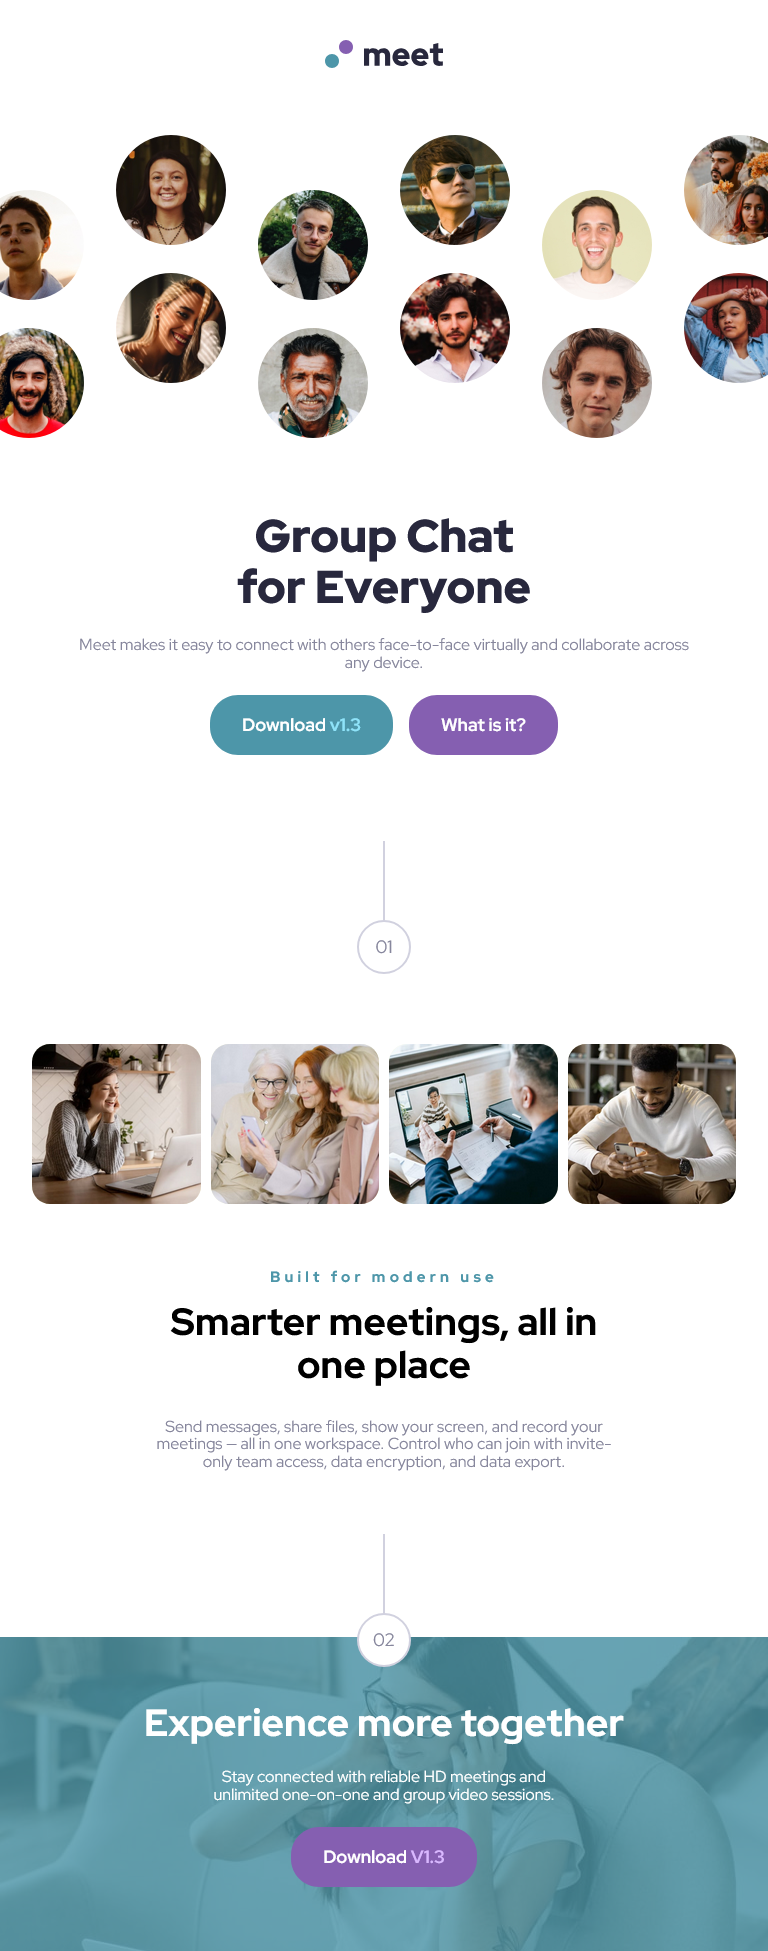 meet
Group Chat
for Everyone
Meet makes it easy to connect with others face-to-face virtually and collaborate across
any device.
Download v1.3
What is it?
01
Built for modern use
Smarter meetings, all in
one place
Send messages, share files, show your screen, and record your
meetings — all in one workspace. Control who can join with invite-
only team access, data encryption, and data export.
02
Experience more together
Stay connected with reliable HD meetings and
unlimited one-on-one and group video sessions.
Download V1.3